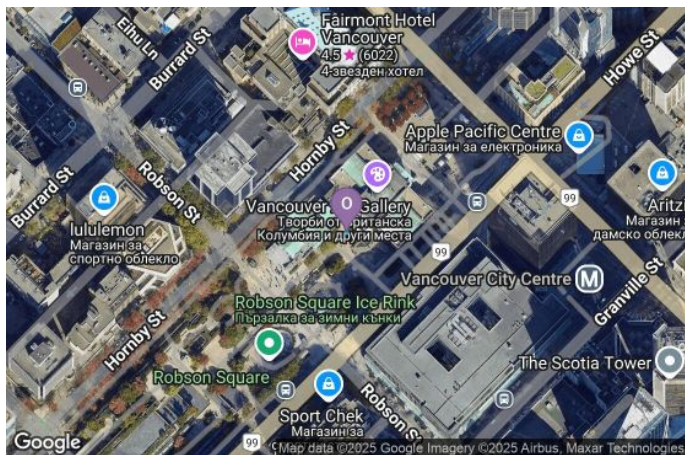 Eihu Ln
Burrard St
Fairmont Hotel
Vancouver
4.5 ★ (6022)
4-звезден хотел
Howe St
Hornby St
Apple Pacific Centre
Магазин за електроника
Robson St
Burrard St
lululemon
Магазин за
спортно облекло
O
Vancouver Gallery
Творби от Британска
Колумбия и други места
99
Магазин
дамско
99
Vancouver City Centre
M
Granville St
Robson Square Ice Rink
Пързалка за зимни кънки
Hornby St
Robson Square
The Scotia Tower
Sport Chek
Магазин за
Robson St
99
Google
Map data ©2025 Google Imagery ©2025 Airbus, Maxar Technologies